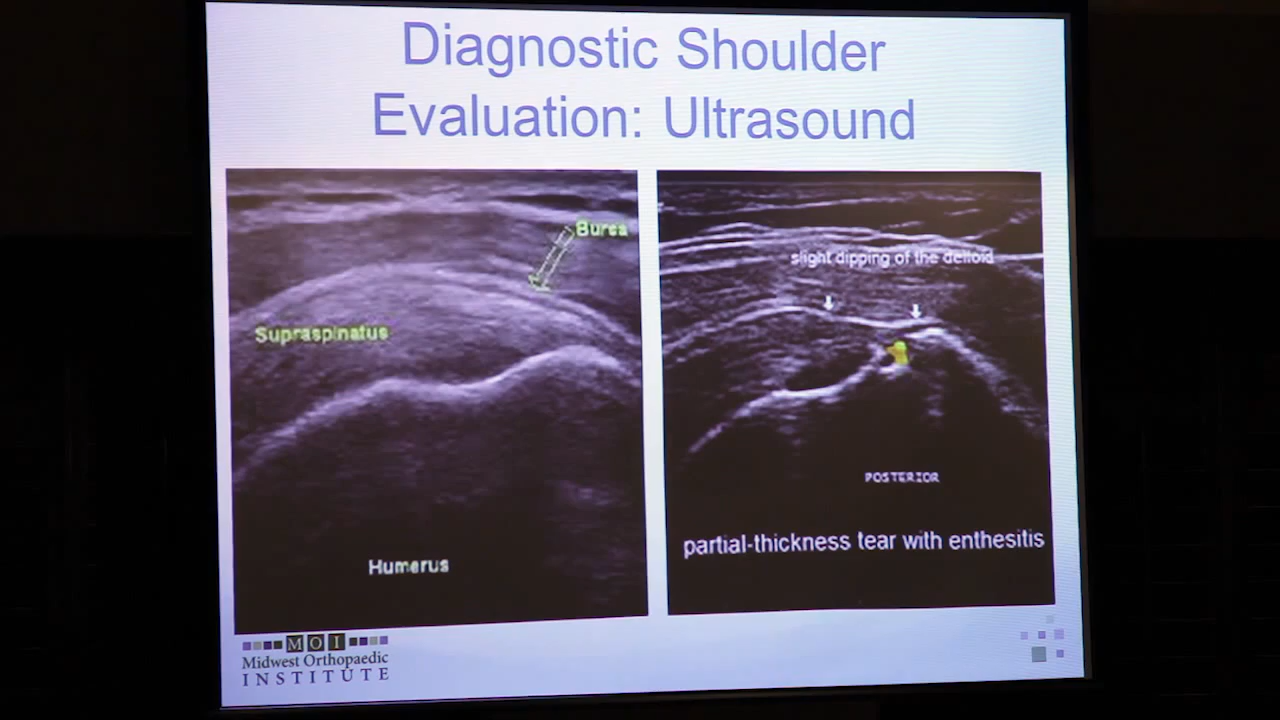 Diagnostic Shoulder
Evaluation: Ultrasound
Bursa
Supraspinatus
Humerus
slight dipping of the deltoid
POSTERIOR
partial-thickness tear with enthesitis
MOI
Midwest Orthopaedic
INSTITUTE